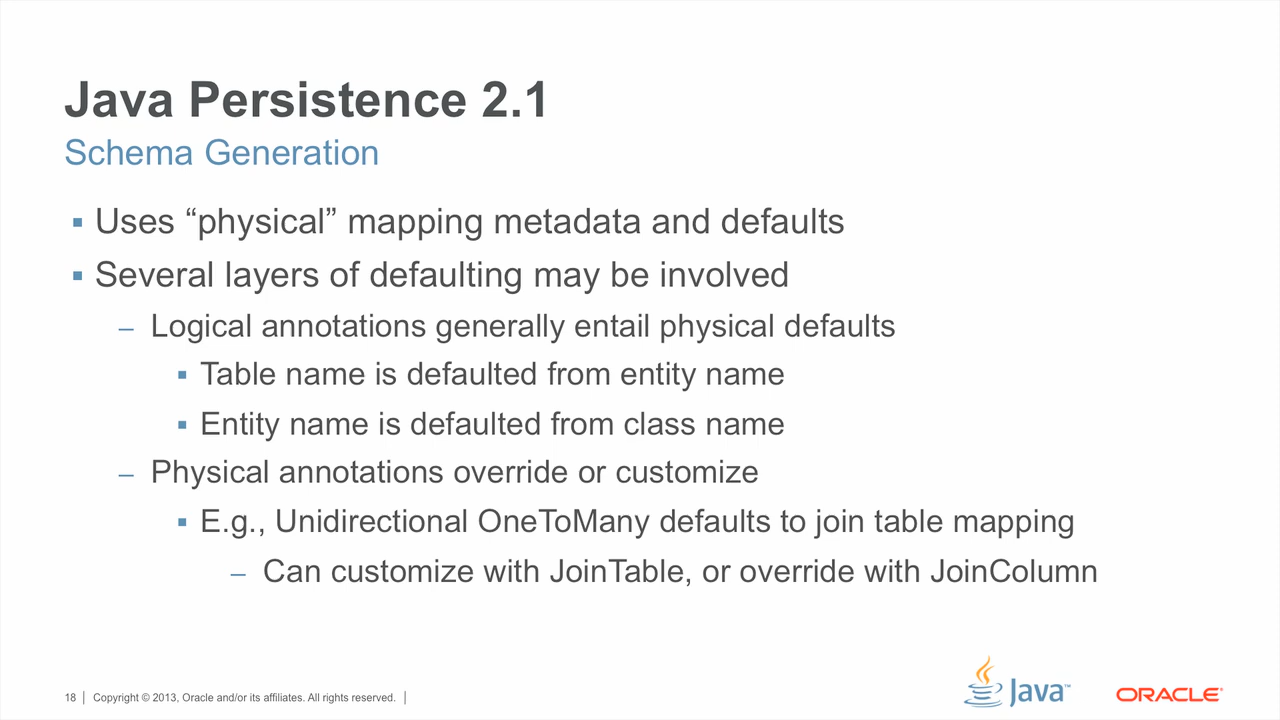 Java Persistence 2.1
Schema Generation
▪ Uses “physical” mapping metadata and defaults
▪ Several layers of defaulting may be involved
– Logical annotations generally entail physical defaults
▪ Table name is defaulted from entity name
▪ Entity name is defaulted from class name
– Physical annotations override or customize
▪ E.g., Unidirectional OneToMany defaults to join table mapping
– Can customize with JoinTable, or override with JoinColumn
18 | Copyright © 2013, Oracle and/or its affiliates. All rights reserved. |
Java™
ORACLE®